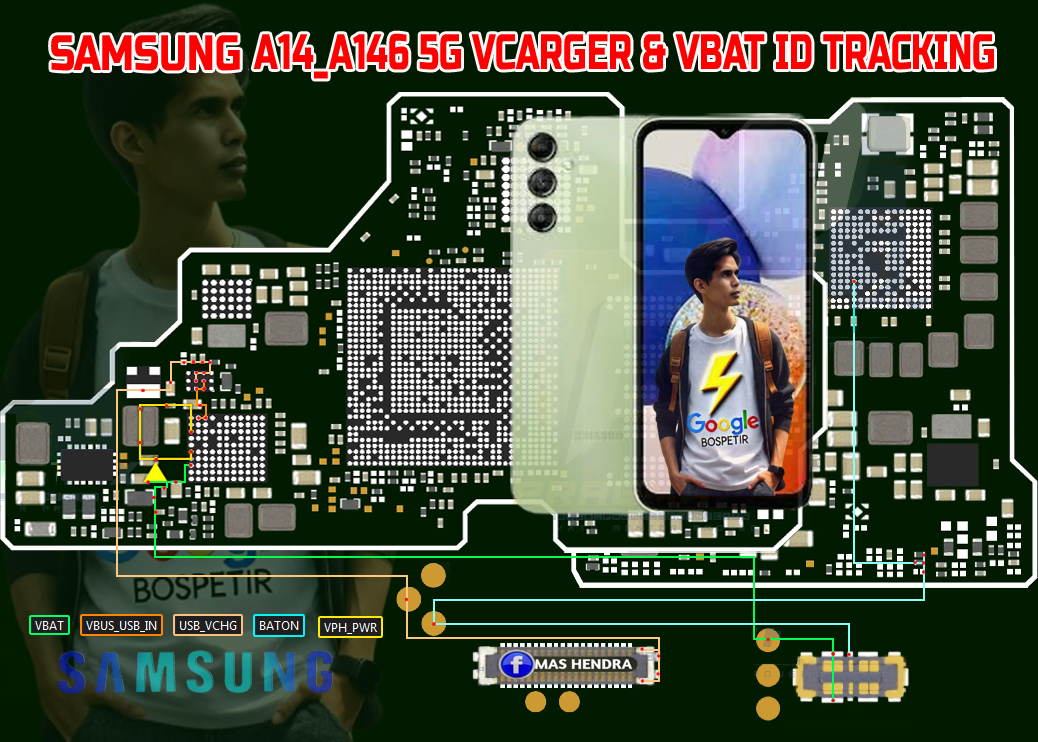 SAMSUNG A14_A146 5G VCARGER & VBAT ID TRACKING
Google
BOSPETIR
BOSPETIR
VBAT
VBUS_USB_IN
USB_VCHG
BATON
VPH_PWR
SAMSUNG
f MAS HENDRA